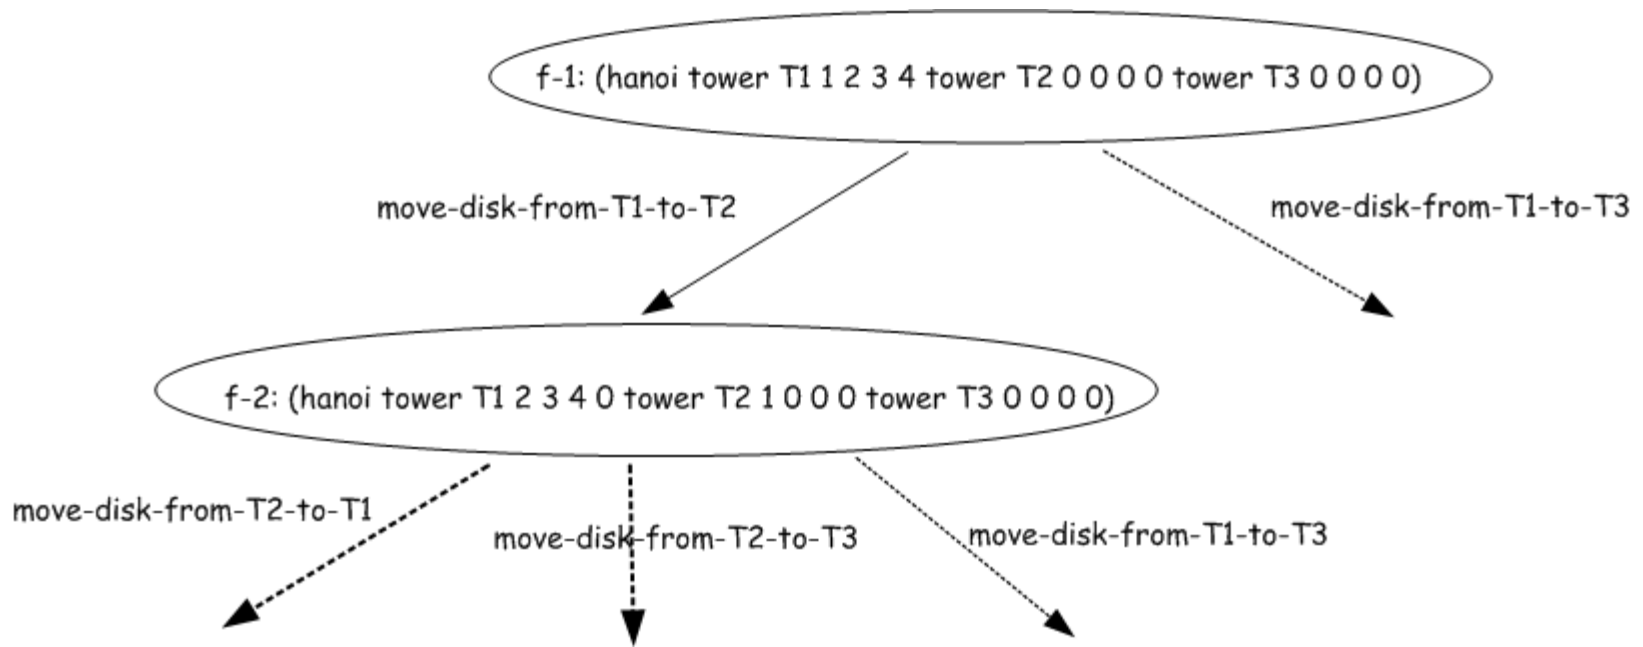 f-1: (hanoi tower T1 1 2 3 4 tower T2 0 0 0 0 tower T3 0 0 0 0)
move-disk-from-T1-to-T2
move-disk-from-T1-to-T3
f-2: (hanoi tower T1 2 3 4 0 tower T2 1 0 0 0 tower T3 0 0 0 0)
move-disk-from-T2-to-T1
move-disk-from-T2-to-T3
move-disk-from-T1-to-T3